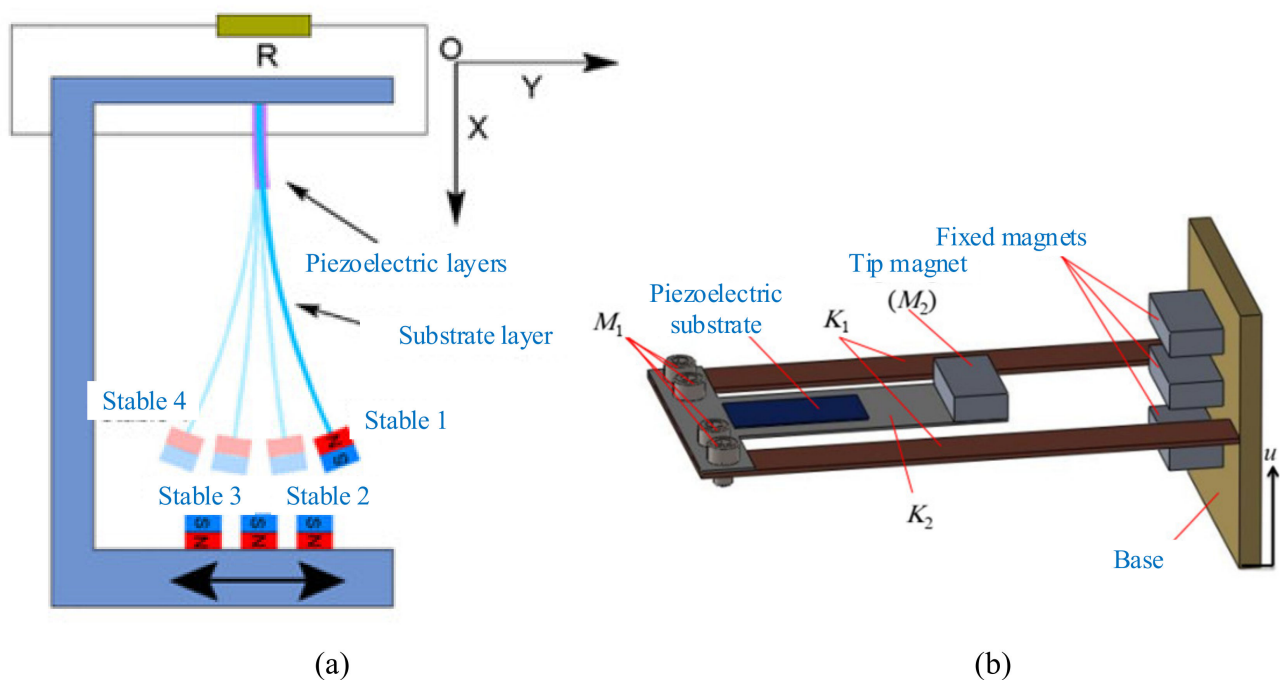 R
O
Y
X
Piezoelectric layers
Substrate layer
Stable 4
Stable 1
N
S
Stable 3
Stable 2
S
S
S
N
N
N
(a)
Fixed magnets
Tip magnet
(M₂)
Piezoelectric
substrate
M₁
K₁
K₂
u
Base
(b)